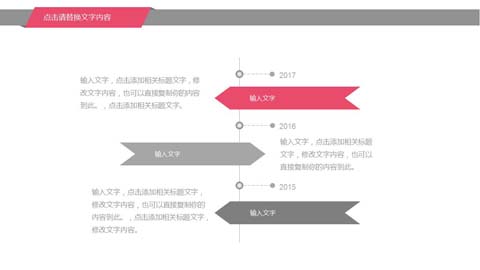 点击请替换文字内容
2017
输入文字，点击添加相关标题文字，修
改文字内容，也可以直接复制你的内容
到此。，点击添加相关标题文字。
输入文字
2016
输入文字，点击添加相关标题
文字，修改文字内容，也可以
直接复制你的内容到此。
输入文字
2015
输入文字，点击添加相关标题文字，
修改文字内容，也可以直接复制你的
内容到此。，点击添加相关标题文字，
修改文字内容。
输入文字